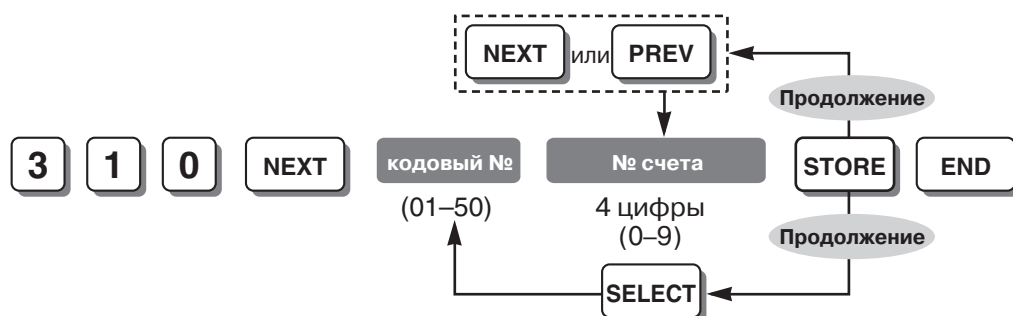 NEXT или PREV
Продолжение
3 1 0 NEXT кодовый № № счета STORE END
(01–50) 4 цифры
(0–9)
Продолжение
SELECT